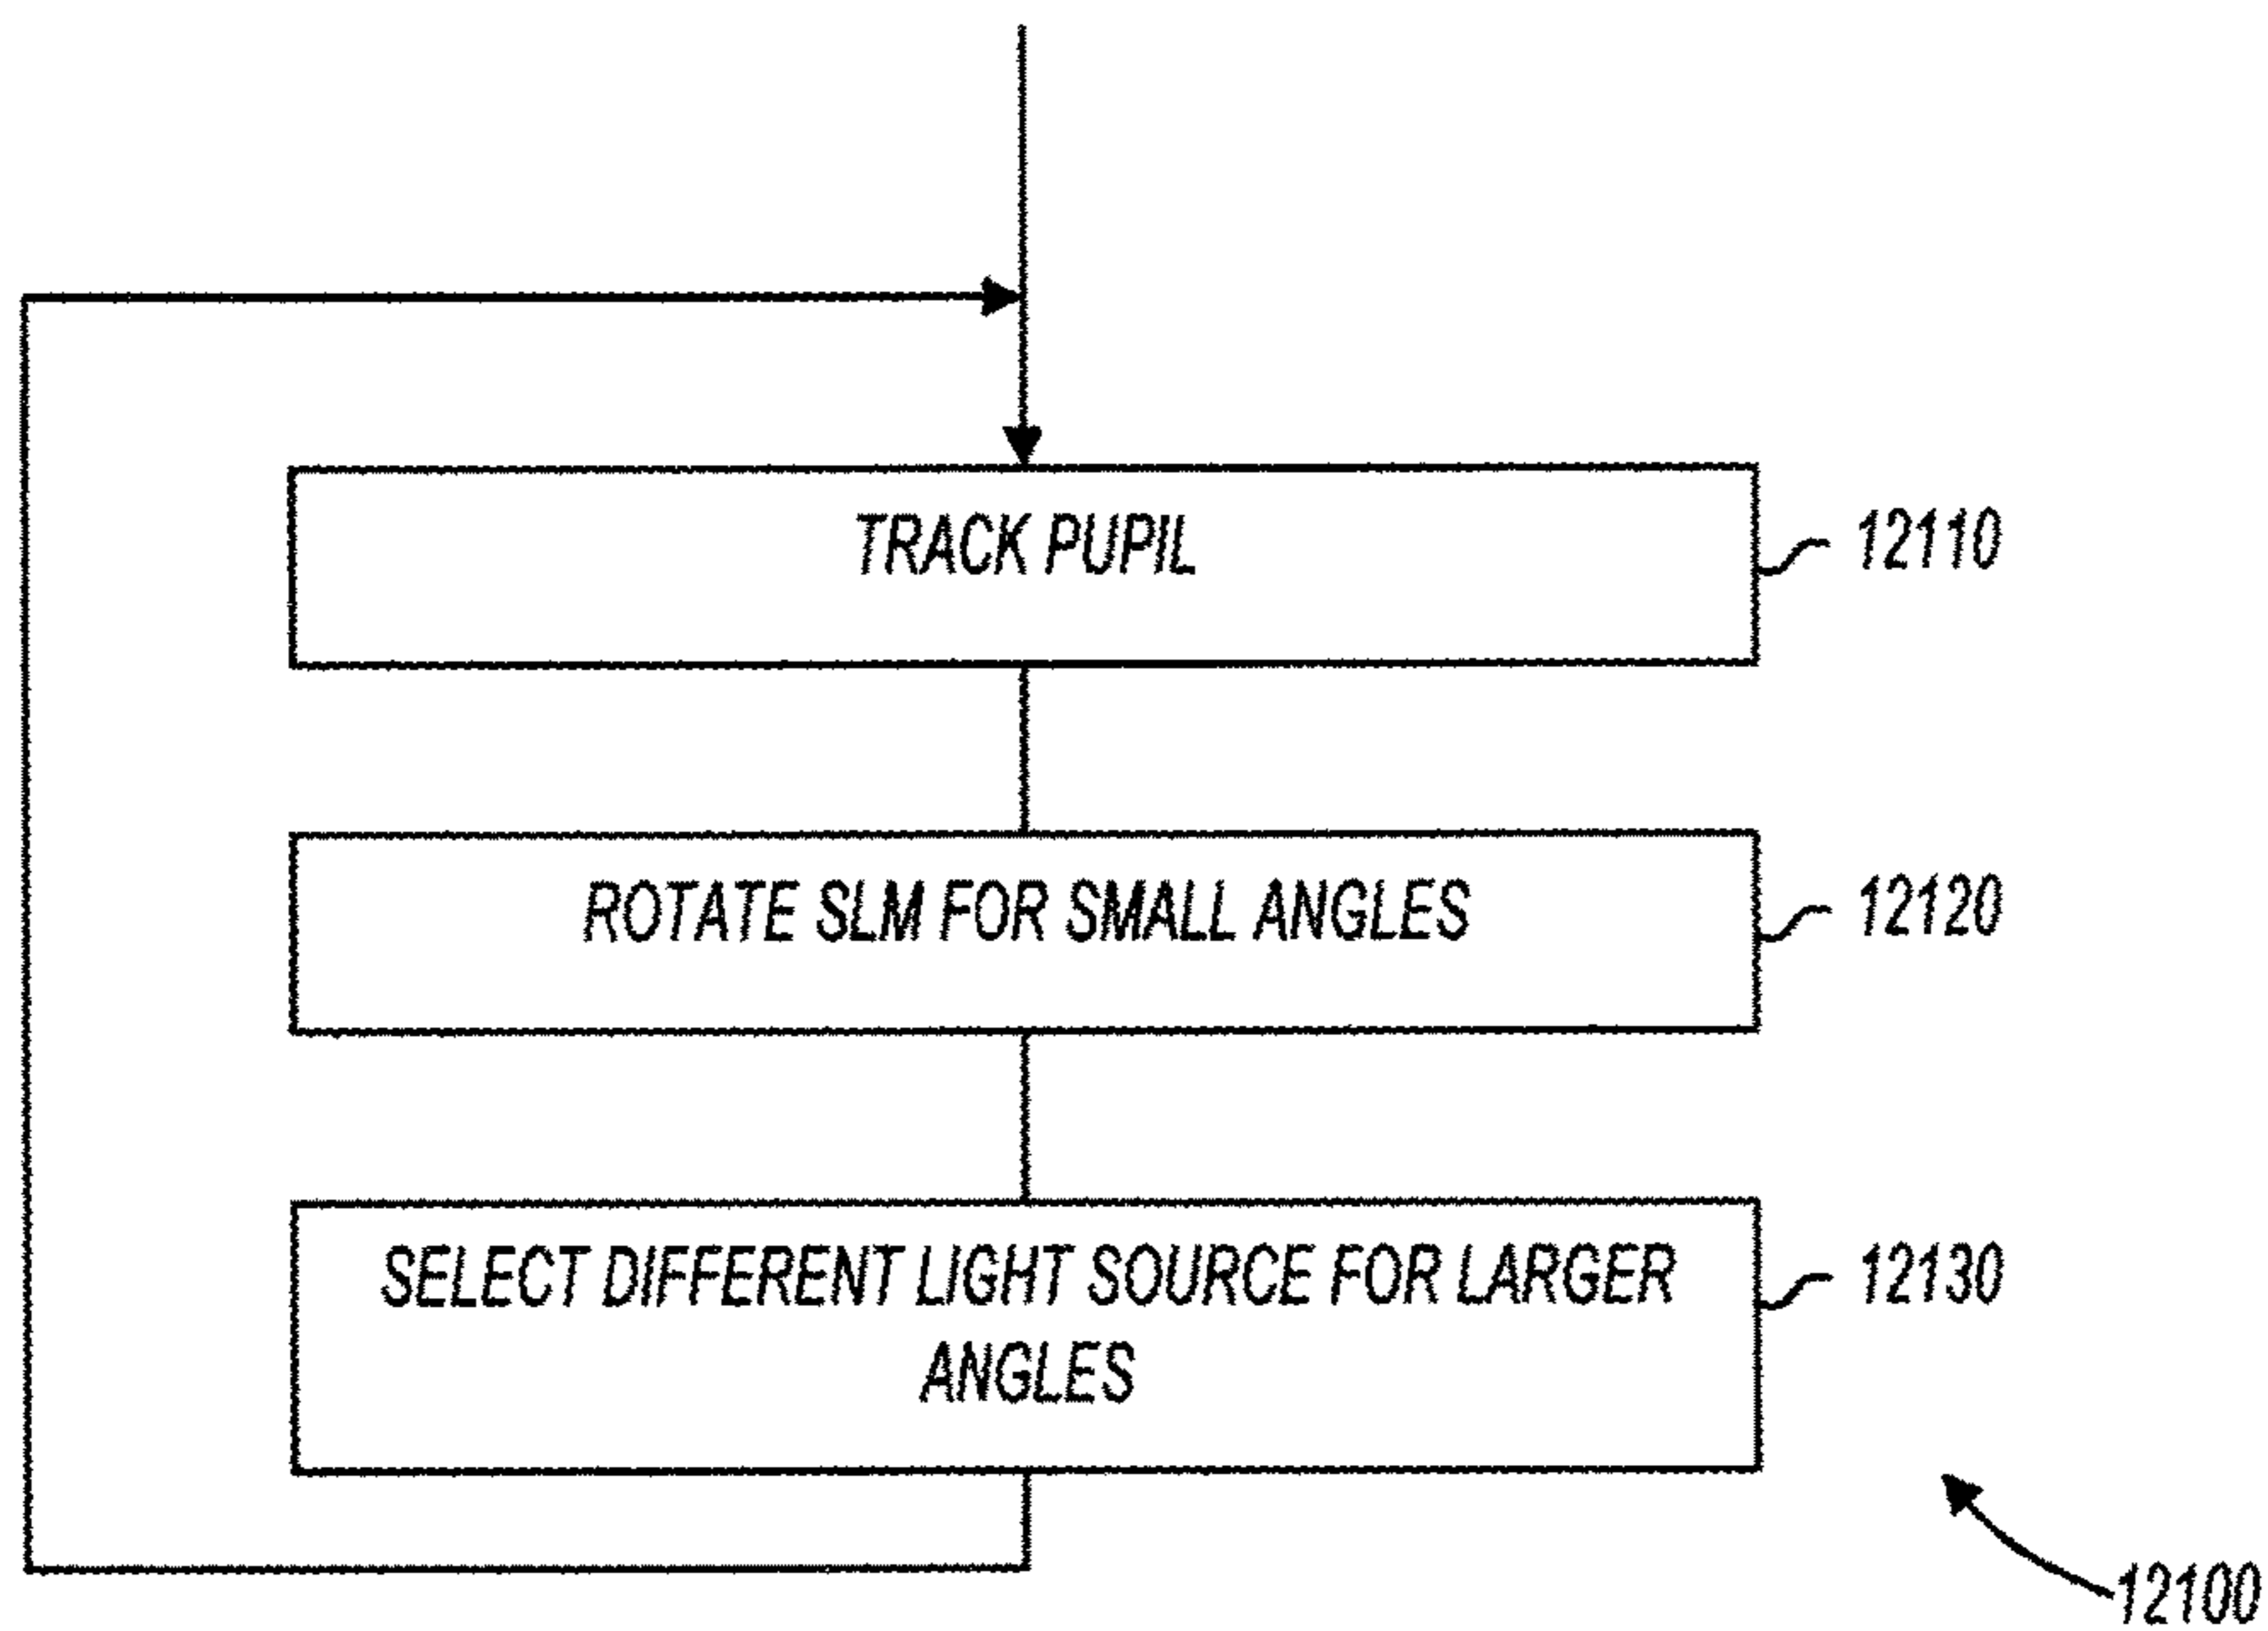 TRACK PUPIL
12110
ROTATE SLM FOR SMALL ANGLES
12120
SELECT DIFFERENT LIGHT SOURCE FOR LARGER
ANGLES
12130
12100